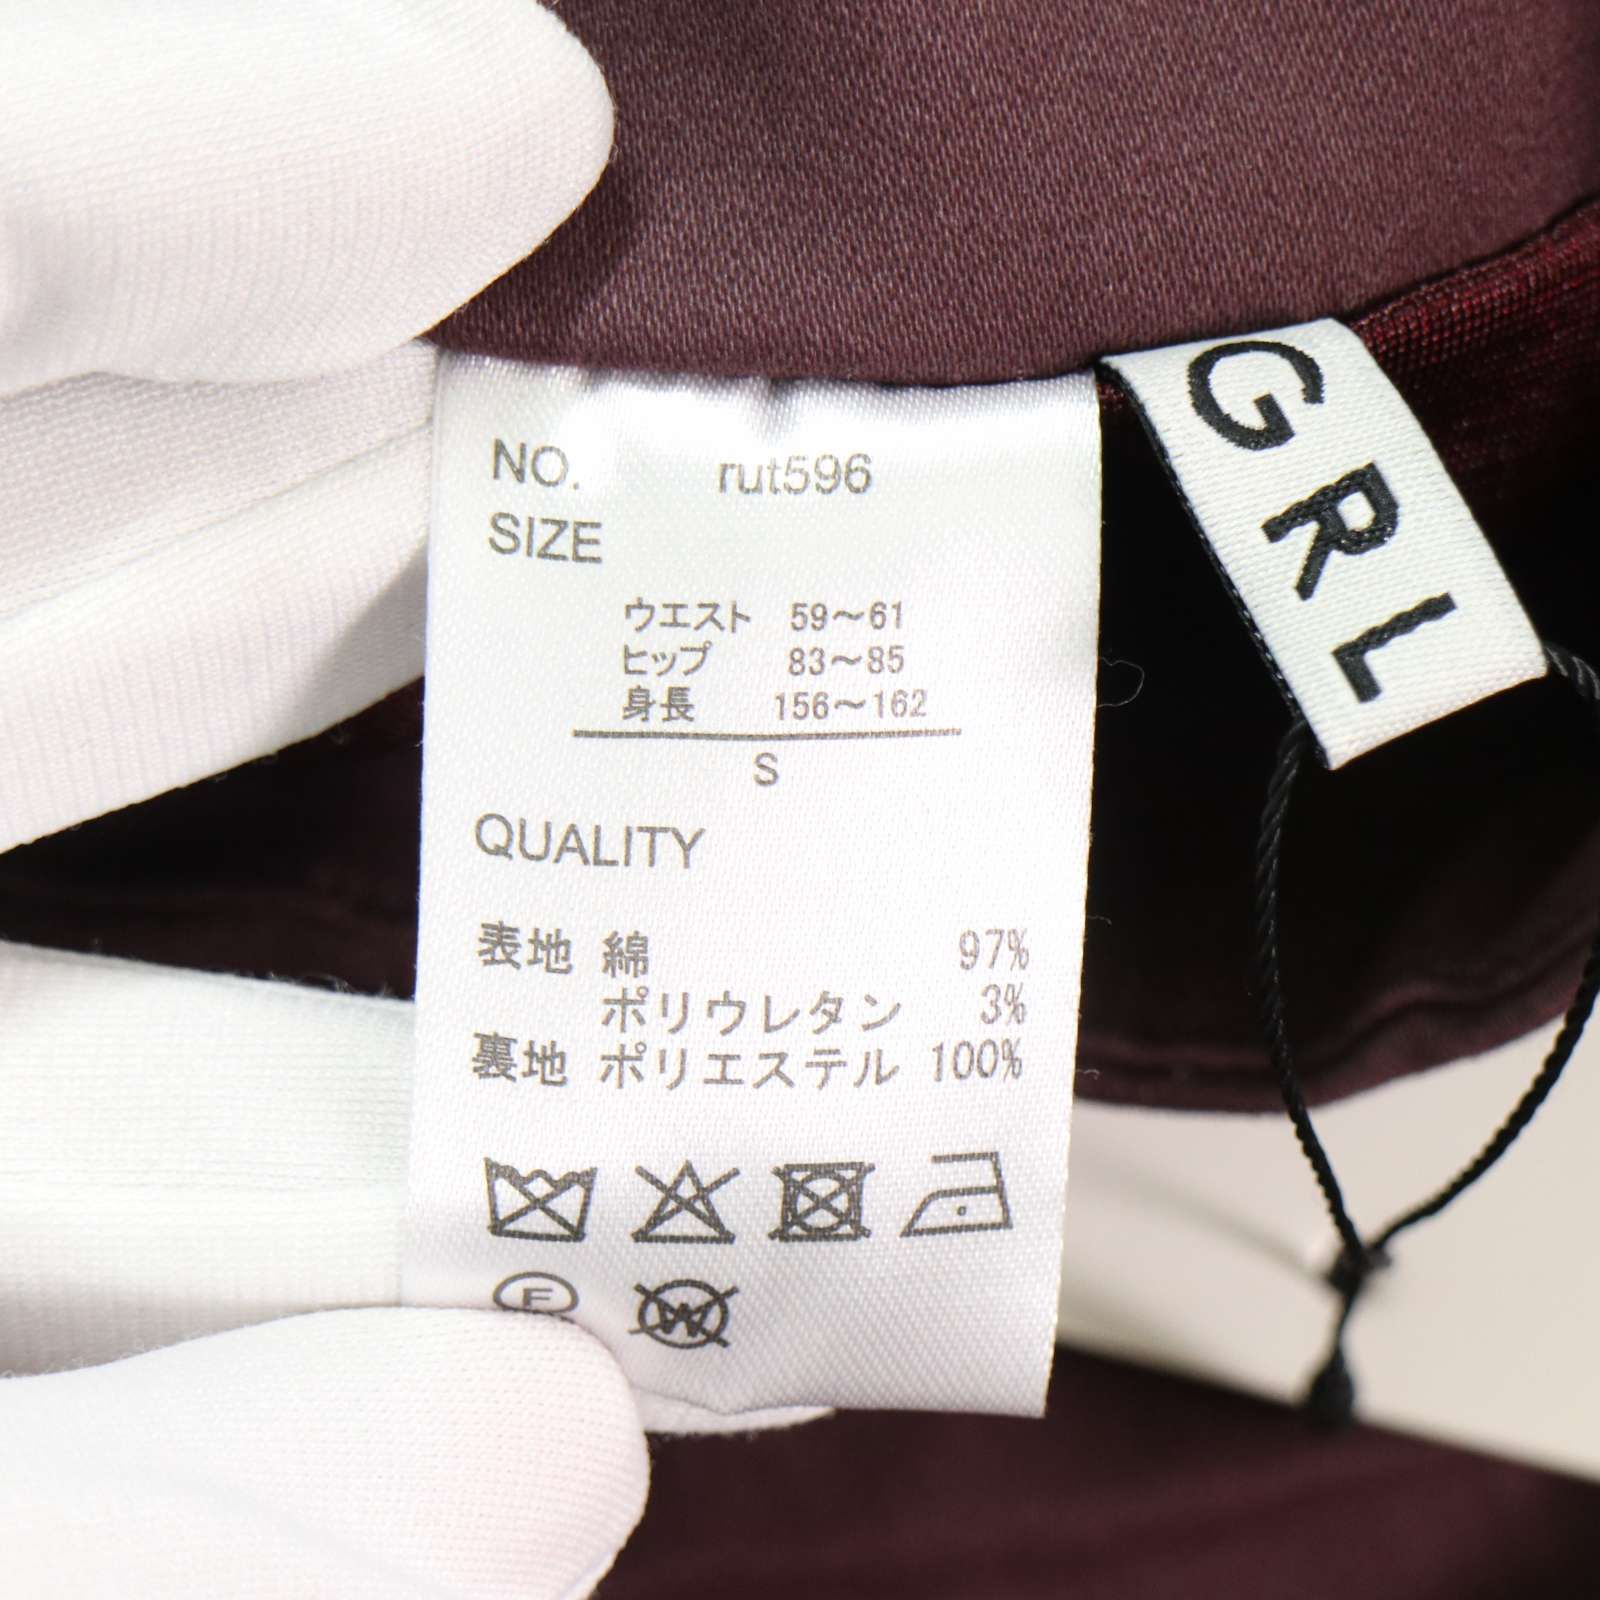 NO. rut596
SIZE
ウエスト 59～61
ヒップ 83～85
身長 156～162
S
QUALITY
表地 綿 97%
ポリウレタン 3%
裏地 ポリエステル 100%
F
W
GRL